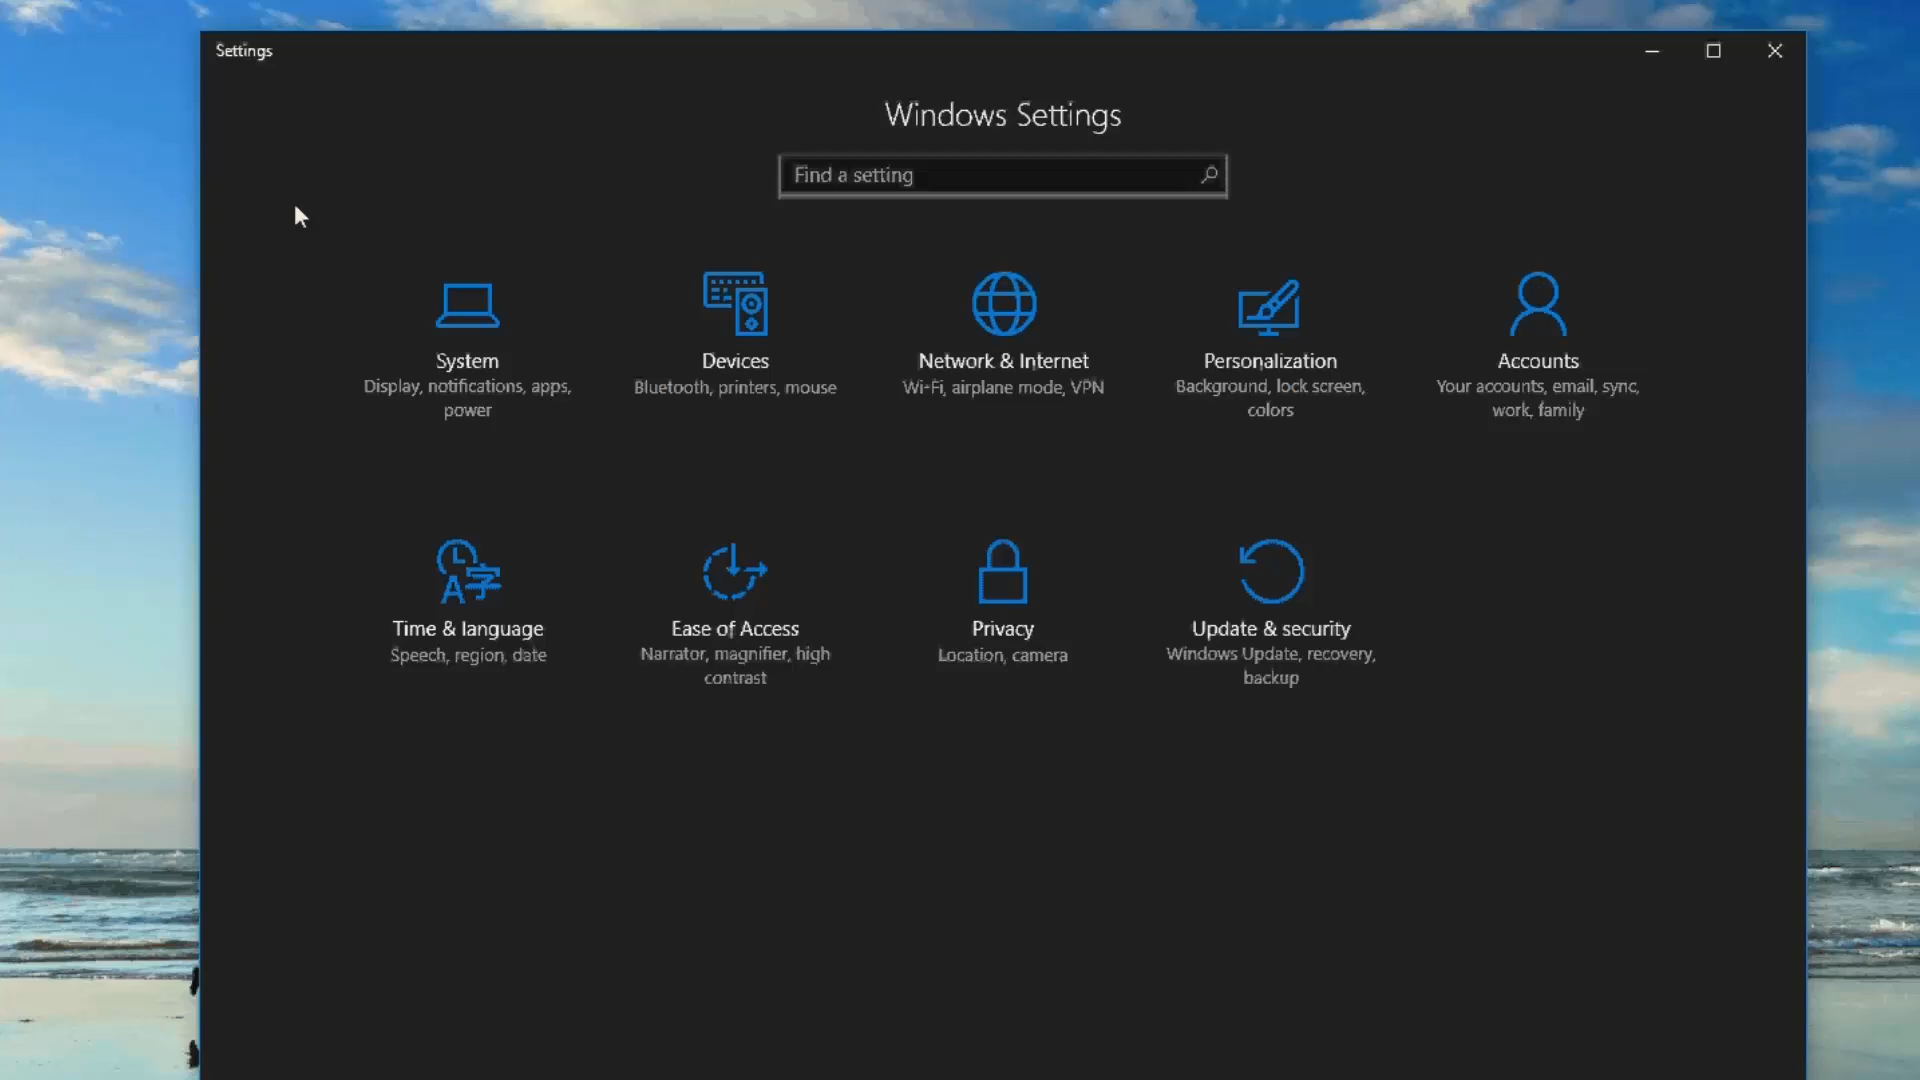 Settings
Windows Settings
Find a setting
System
Display, notifications, apps,
power
Devices
Bluetooth, printers, mouse
Network & Internet
Wi-Fi, airplane mode, VPN
Personalization
Background, lock screen,
colors
Accounts
Your accounts, email, sync,
work, family
Time & language
Speech, region, date
Ease of Access
Narrator, magnifier, high
contrast
Privacy
Location, camera
Update & security
Windows Update, recovery,
backup